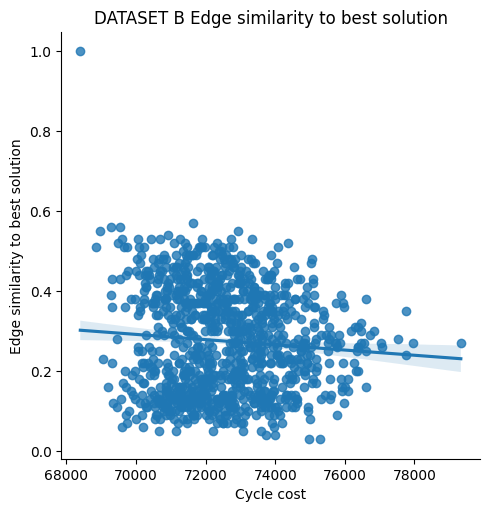 DATASET B Edge similarity to best solution
1.0
0.8
0.6
0.4
0.2
0.0
Edge similarity to best solution
68000 70000 72000 74000 76000 78000
Cycle cost